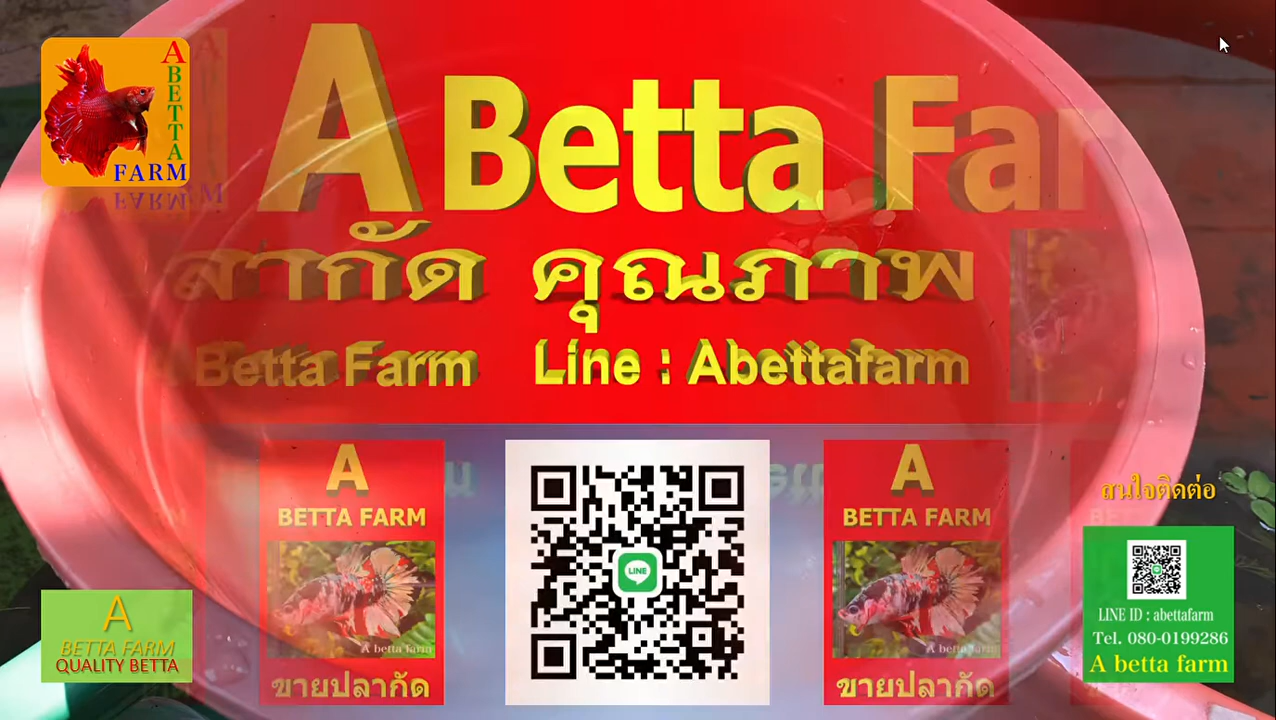 A
BETTA
FARM
A Betta Far
ลากัด คุณภาพ
Betta Farm Line : Abettafarm
A
BETTA FARM
A betta farm
ขายปลากัด
LINE
A
BETTA FARM
A betta farm
ขายปลากัด
สนใจติดต่อ
LINE ID : abettafarm
Tel. 080-0199286
A betta farm
A
BETTA FARM
QUALITY BETTA